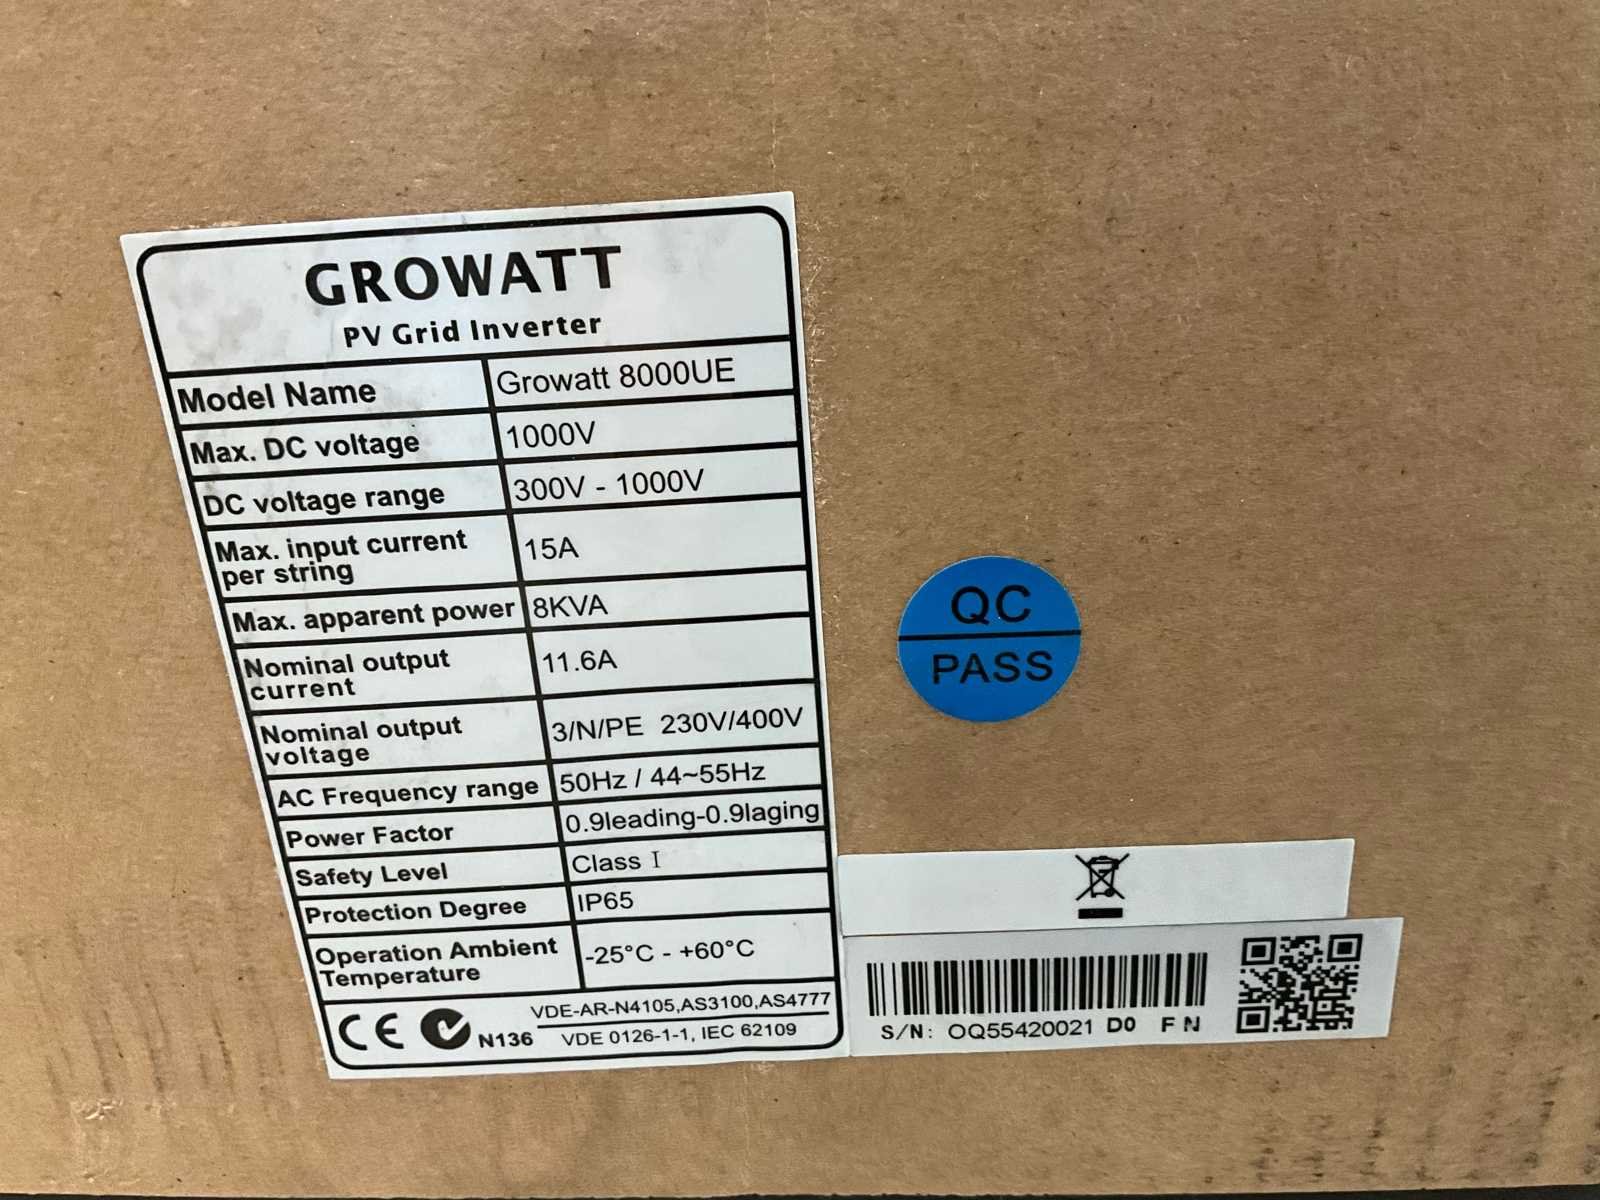 GROWATT
PV Grid Inverter
Model Name Growatt 8000UE
Max. DC voltage 1000V
DC voltage range 300V - 1000V
Max. input current per string 15A
Max. apparent power 8KVA
Nominal output current 11.6A
Nominal output voltage 3/N/PE 230V/400V
AC Frequency range 50Hz / 44~55Hz
Power Factor 0.9leading-0.9laging
Safety Level Class I
Protection Degree IP65
Operation Ambient Temperature -25°C - +60°C
CE N136 VDE-AR-N4105,AS3100,AS4777
VDE 0126-1-1, IEC 62109
QC
PASS
S/N: OQ55420021 D0 F N